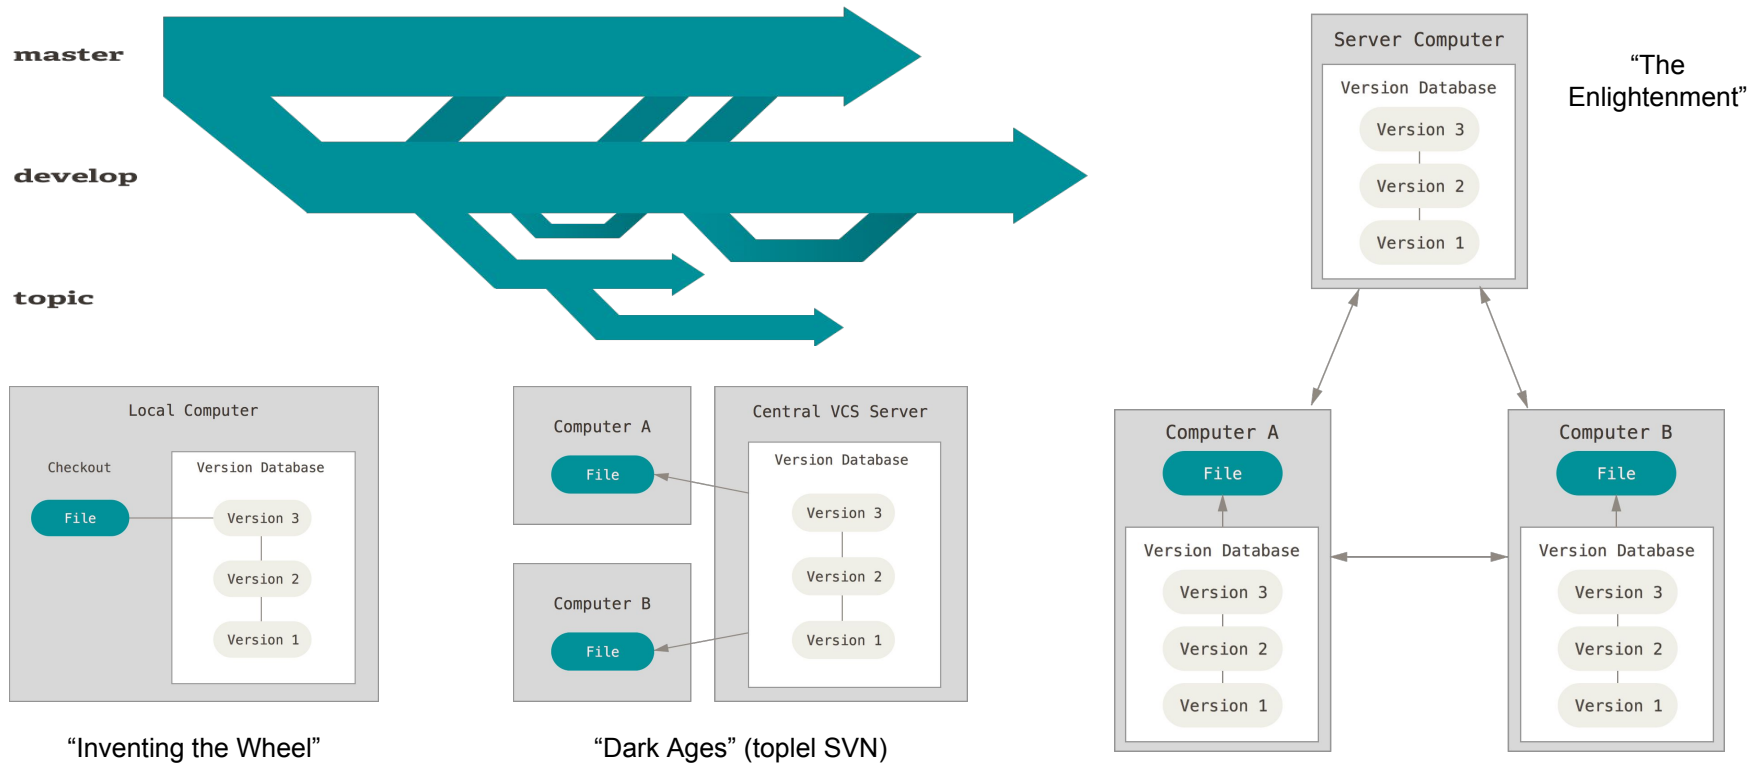 master
develop
topic
Local Computer
Checkout
File
Version Database
Version 3
Version 2
Version 1
“Inventing the Wheel”
Computer A
File
Computer B
File
Central VCS Server
Version Database
Version 3
Version 2
Version 1
“Dark Ages” (toplel SVN)
Server Computer
Version Database
Version 3
Version 2
Version 1
“The
Enlightenment”
Computer A
File
Version Database
Version 3
Version 2
Version 1
Computer B
File
Version Database
Version 3
Version 2
Version 1